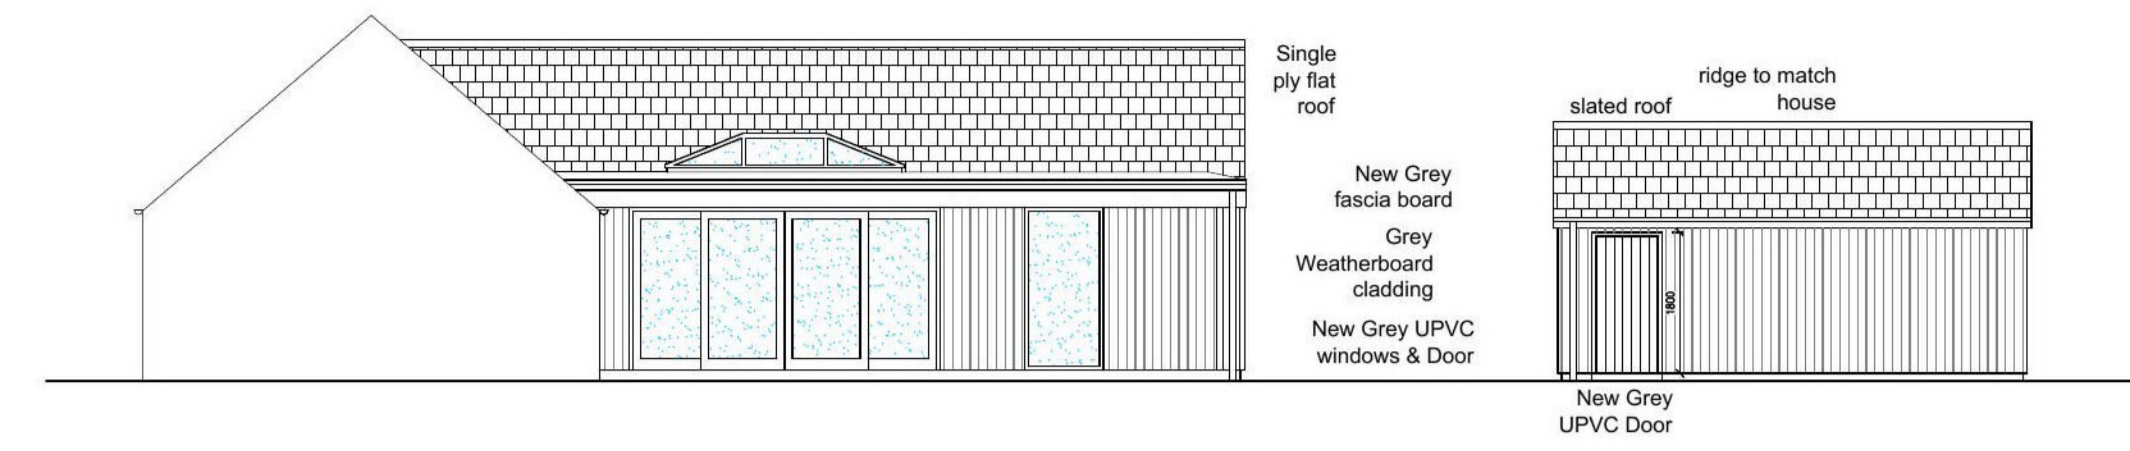 Single
ply flat
roof
New Grey
fascia board
Grey
Weatherboard
cladding
New Grey UPVC
windows & Door
slated roof
ridge to match
house
1800
New Grey
UPVC Door